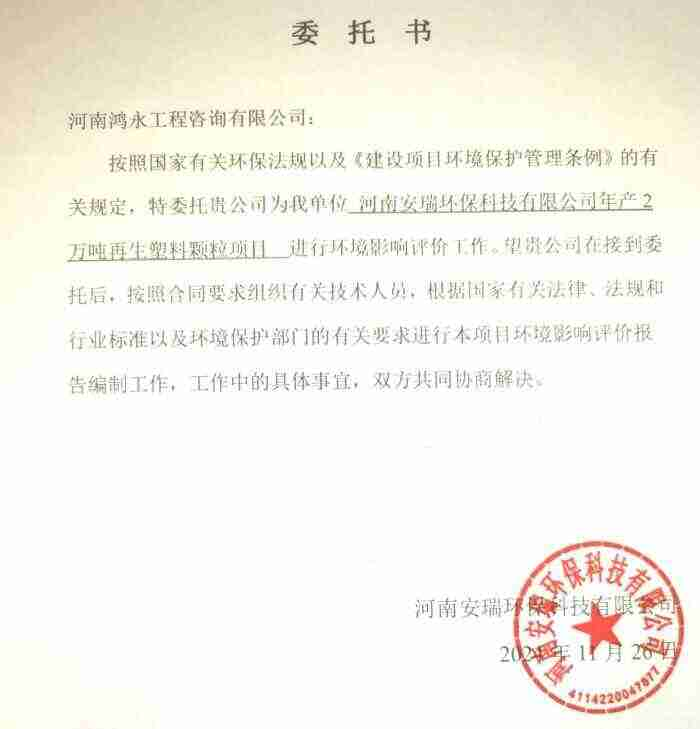 委 托 书
河南鸿永工程咨询有限公司：
按照国家有关环保法规以及《建设项目环境保护管理条例》的有
关规定，特委托贵公司为我单位 河南安瑞环保科技有限公司年产 2
万吨再生塑料颗粒项目 进行环境影响评价工作。望贵公司在接到委
托后，按照合同要求组织有关技术人员，根据国家有关法律、法规和
行业标准以及环境保护部门的有关要求进行本项目环境影响评价报
告编制工作，工作中的具体事宜，双方共同协商解决。
河南安瑞环保科技有限公司
2021 年 11 月 26 日
河南安瑞环保科技有限公司
4114220047877